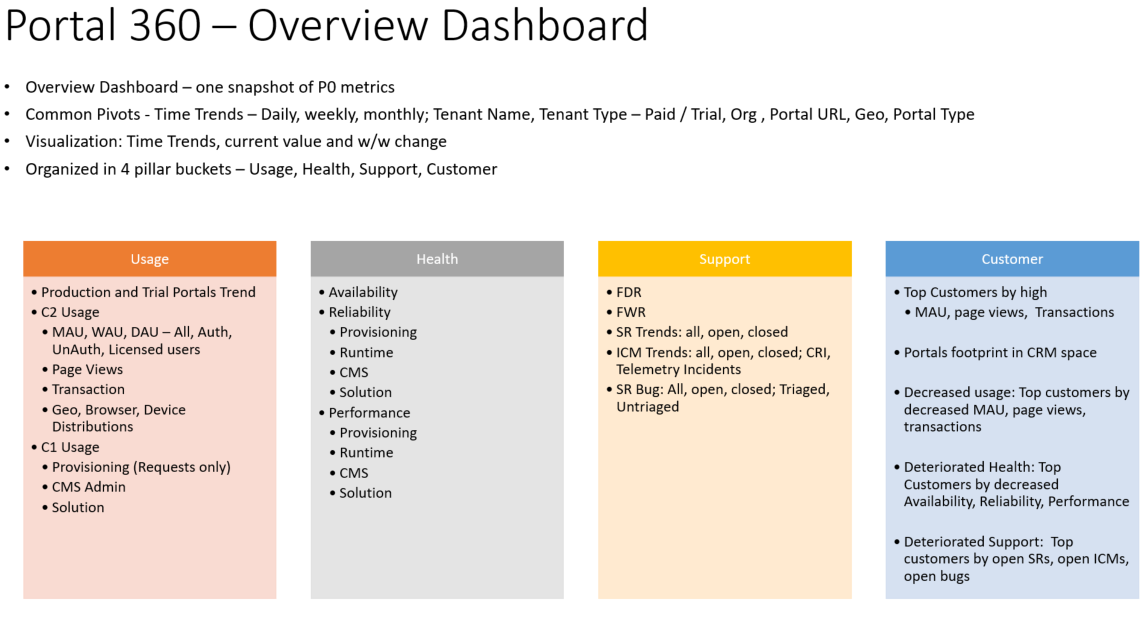 Portal 360 – Overview Dashboard
• Overview Dashboard – one snapshot of P0 metrics
• Common Pivots - Time Trends – Daily, weekly, monthly; Tenant Name, Tenant Type – Paid / Trial, Org , Portal URL, Geo, Portal Type
• Visualization: Time Trends, current value and w/w change
• Organized in 4 pillar buckets – Usage, Health, Support, Customer
Usage
• Production and Trial Portals Trend
• C2 Usage
• MAU, WAU, DAU – All, Auth,
UnAuth, Licensed users
• Page Views
• Transaction
• Geo, Browser, Device
Distributions
• C1 Usage
• Provisioning (Requests only)
• CMS Admin
• Solution
Health
• Availability
• Reliability
• Provisioning
• Runtime
• CMS
• Solution
• Performance
• Provisioning
• Runtime
• CMS
• Solution
Support
• FDR
• FWR
• SR Trends: all, open, closed
• ICM Trends: all, open, closed; CRI,
Telemetry Incidents
• SR Bug: All, open, closed; Triaged,
Untriaged
Customer
• Top Customers by high
• MAU, page views, Transactions
• Portals footprint in CRM space
• Decreased usage: Top customers by
decreased MAU, page views,
transactions
• Deteriorated Health: Top
Customers by decreased
Availability, Reliability, Performance
• Deteriorated Support: Top
customers by open SRs, open ICMs,
open bugs